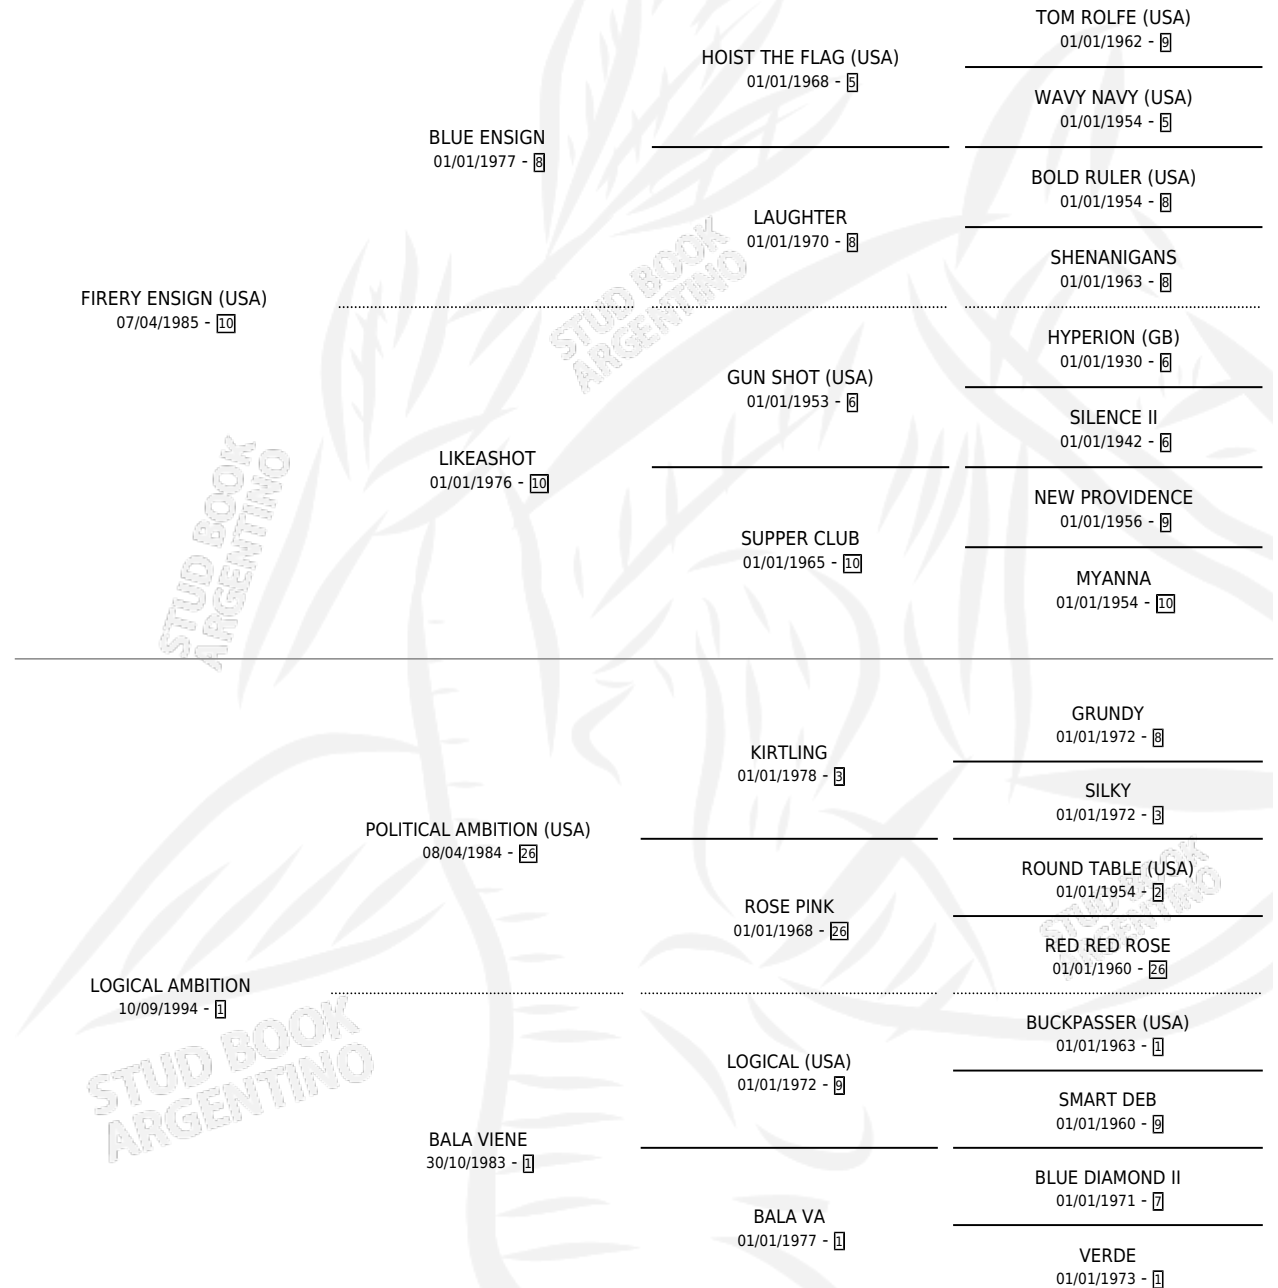 TOM ROLFE (USA)
01/01/1962 - 9
HOIST THE FLAG (USA)
01/01/1968 - 5
WAVY NAVY (USA)
01/01/1954 - 5
BLUE ENSIGN
01/01/1977 - 8
BOLD RULER (USA)
01/01/1954 - 8
LAUGHTER
01/01/1970 - 8
SHENANIGANS
01/01/1963 - 8
STUD BOOK
ARGENTINO
FIRERY ENSIGN (USA)
07/04/1985 - 10
HYPERION (GB)
01/01/1930 - 6
GUN SHOT (USA)
01/01/1953 - 6
SILENCE II
01/01/1942 - 6
LIKEASHOT
01/01/1976 - 10
NEW PROVIDENCE
01/01/1956 - 9
SUPPER CLUB
01/01/1965 - 10
MYANNA
01/01/1954 - 10
STUD BOOK
ARGENTINO
GRUNDY
01/01/1972 - 8
KIRTLING
01/01/1978 - 3
SILKY
01/01/1972 - 3
POLITICAL AMBITION (USA)
08/04/1984 - 26
ROUND TABLE (USA)
01/01/1954 - 2
ROSE PINK
01/01/1968 - 26
RED RED ROSE
01/01/1960 - 26
STUD BOOK
ARGENTINO
LOGICAL AMBITION
10/09/1994 - 1
BUCKPASSER (USA)
01/01/1963 - 1
LOGICAL (USA)
01/01/1972 - 9
SMART DEB
01/01/1960 - 9
STUD BOOK
ARGENTINO
BALA VIENE
30/10/1983 - 1
BLUE DIAMOND II
01/01/1971 - 7
BALA VA
01/01/1977 - 1
VERDE
01/01/1973 - 1